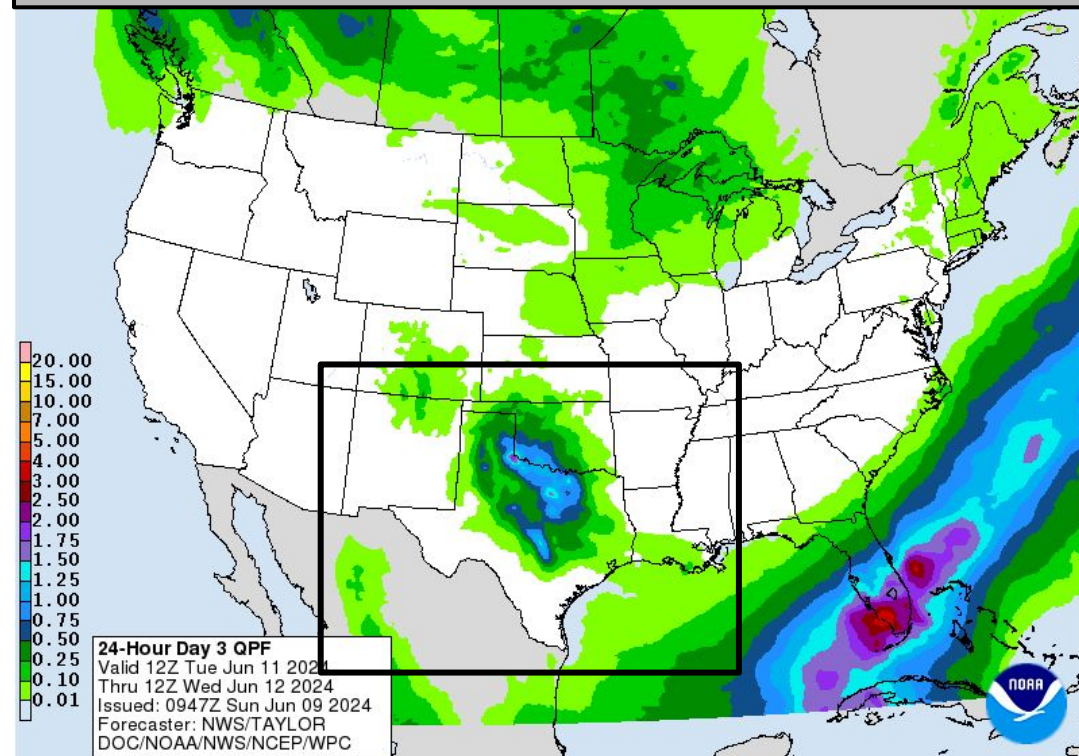 20.00
15.00
10.00
7.00
5.00
4.00
3.00
2.50
2.00
1.75
1.50
1.25
1.00
0.75
0.50
0.25
0.10
0.01
24-Hour Day 3 QPF
Valid 12Z Tue Jun 11 2024
Thru 12Z Wed Jun 12 2024
Issued: 0947Z Sun Jun 09 2024
Forecaster: NWS/TAYLOR
DOC/NOAA/NWS/NCEP/WPC
NOAA